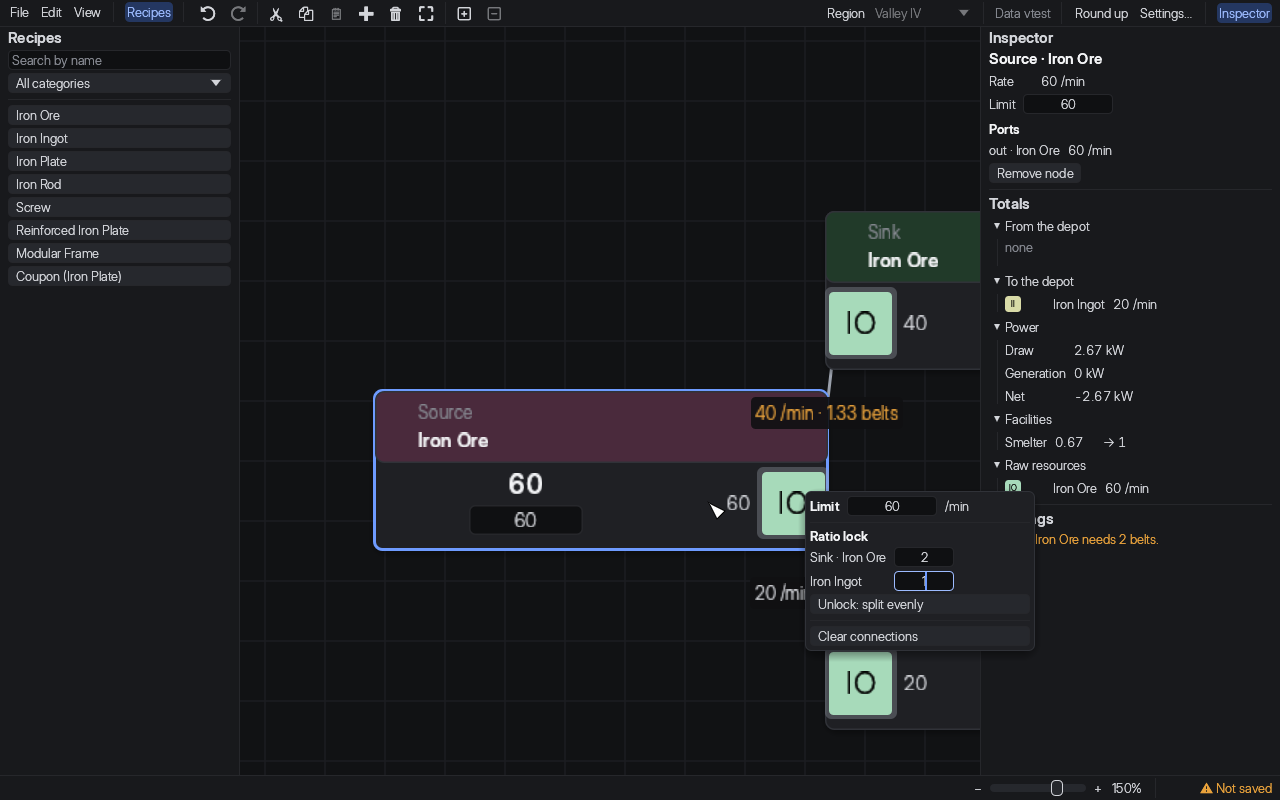 File Edit View Recipes Region Valley IV Data vtest Round up Settings... Inspector
Recipes
Search by name
All categories
Iron Ore
Iron Ingot
Iron Plate
Iron Rod
Screw
Reinforced Iron Plate
Modular Frame
Coupon (Iron Plate)
Sink
Iron Ore
IO 40
Source
Iron Ore
40 /min · 1.33 belts
60
60
60
IO
20 /min
IO 20
Limit 60 /min
Ratio lock
Sink · Iron Ore 2
Iron Ingot 1
Unlock: split evenly
Clear connections
Inspector
Source · Iron Ore
Rate 60 /min
Limit 60
Ports
out · Iron Ore 60 /min
Remove node
Totals
From the depot
none
To the depot
II Iron Ingot 20 /min
Power
Draw 2.67 kW
Generation 0 kW
Net -2.67 kW
Facilities
Smelter 0.67 → 1
Raw resources
IO Iron Ore 60 /min
Iron Ore needs 2 belts.
− + 150% Not saved